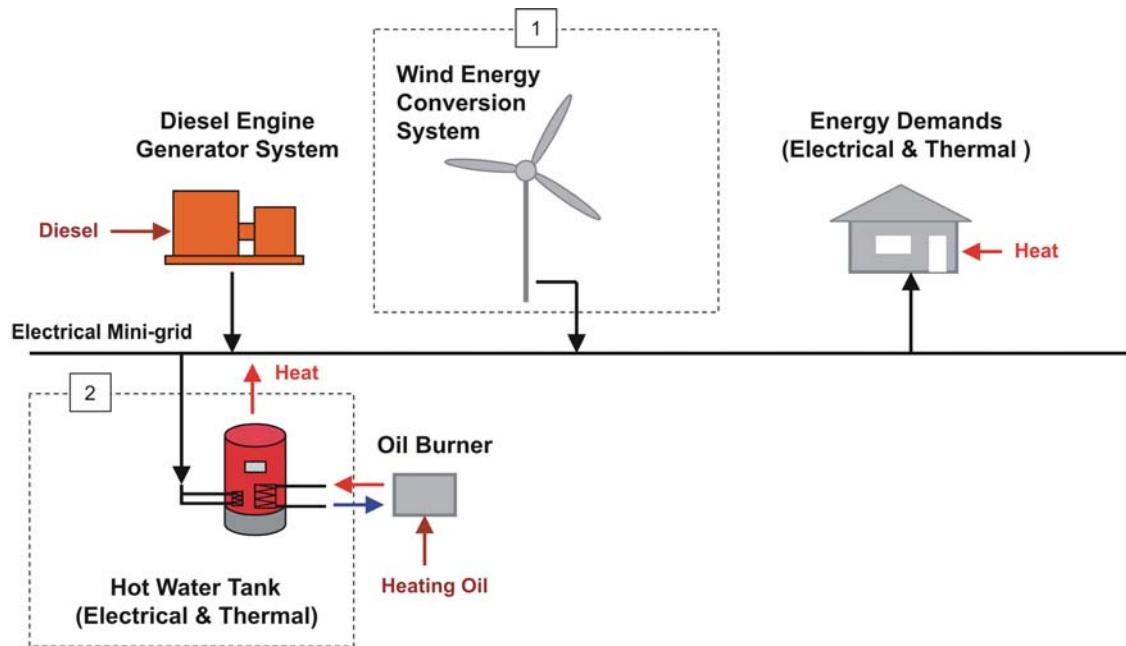 1
Wind Energy
Conversion
System
Diesel Engine
Generator System
Energy Demands
(Electrical & Thermal )
Diesel
Heat
Electrical Mini-grid
Heat
2
Oil Burner
Heating Oil
Hot Water Tank
(Electrical & Thermal)